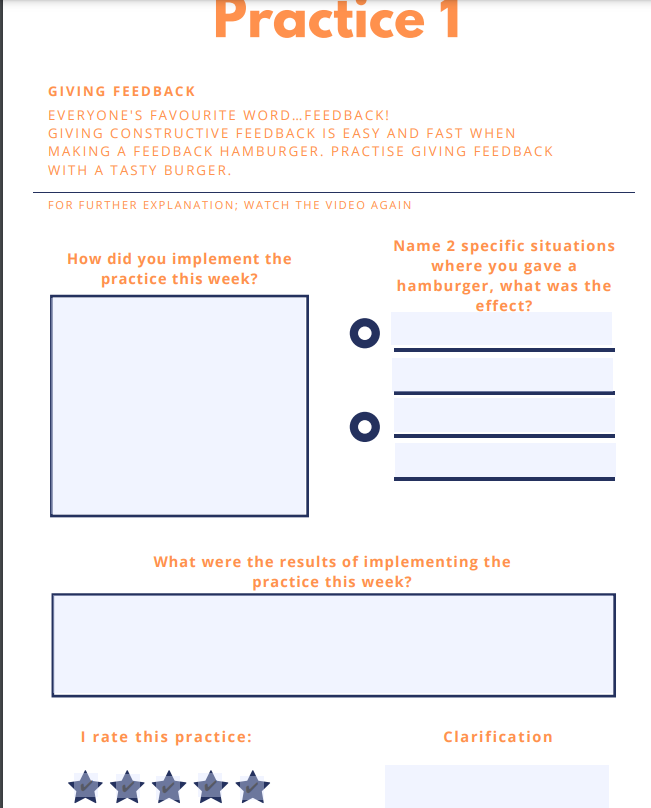 Practice 1
GIVING FEEDBACK
EVERYONE'S FAVOURITE WORD...FEEDBACK!
GIVING CONSTRUCTIVE FEEDBACK IS EASY AND FAST WHEN
MAKING A FEEDBACK HAMBURGER. PRACTISE GIVING FEEDBACK
WITH A TASTY BURGER.
FOR FURTHER EXPLANATION; WATCH THE VIDEO AGAIN
How did you implement the
practice this week?
Name 2 specific situations
where you gave a
hamburger, what was the
effect?
What were the results of implementing the
practice this week?
I rate this practice:
Clarification